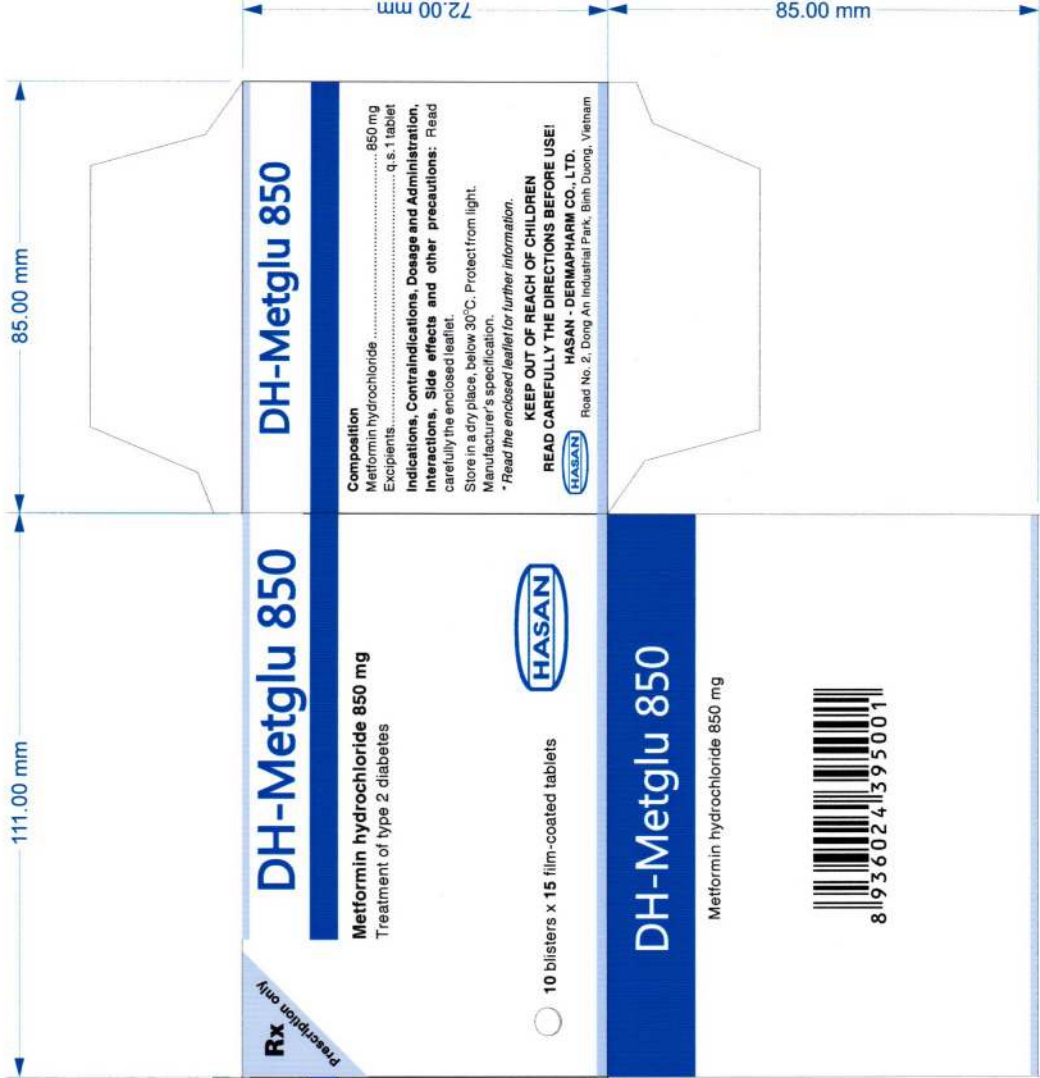 85.00 mm
72.00 mm
85.00 mm
111.00 mm
Rx
Prescription only
DH-Metglu 850
Metformin hydrochloride 850 mg
Treatment of type 2 diabetes
10 blisters x 15 film-coated tablets
HASAN
DH-Metglu 850
Composition
Metformin hydrochloride.....................850 mg
Excipients.....................................q.s.1 tablet
Indications, Contraindications, Dosage and Administration,
Interactions, Side effects and other precautions: Read
carefully the enclosed leaflet.
Store in a dry place, below 30°C. Protect from light.
Manufacturer's specification.
* Read the enclosed leaflet for further information.
KEEP OUT OF REACH OF CHILDREN
READ CAREFULLY THE DIRECTIONS BEFORE USE!
HASAN
HASAN - DERMAPHARM CO., LTD.
Road No. 2, Dong An Industrial Park, Binh Duong, Vietnam
DH-Metglu 850
Metformin hydrochloride 850 mg
8 936024 395001